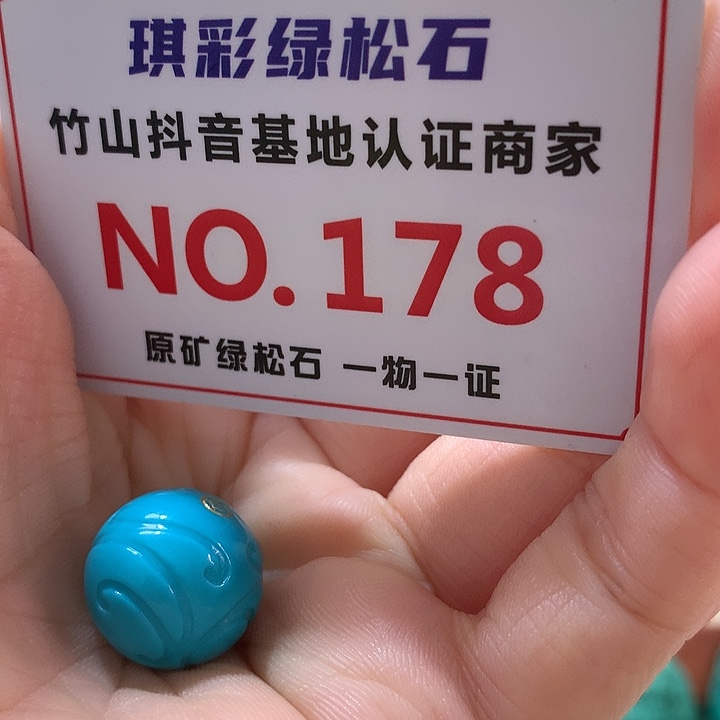 琪彩绿松石
竹山抖音基地认证商家
NO.178
原矿绿松石 一物一证